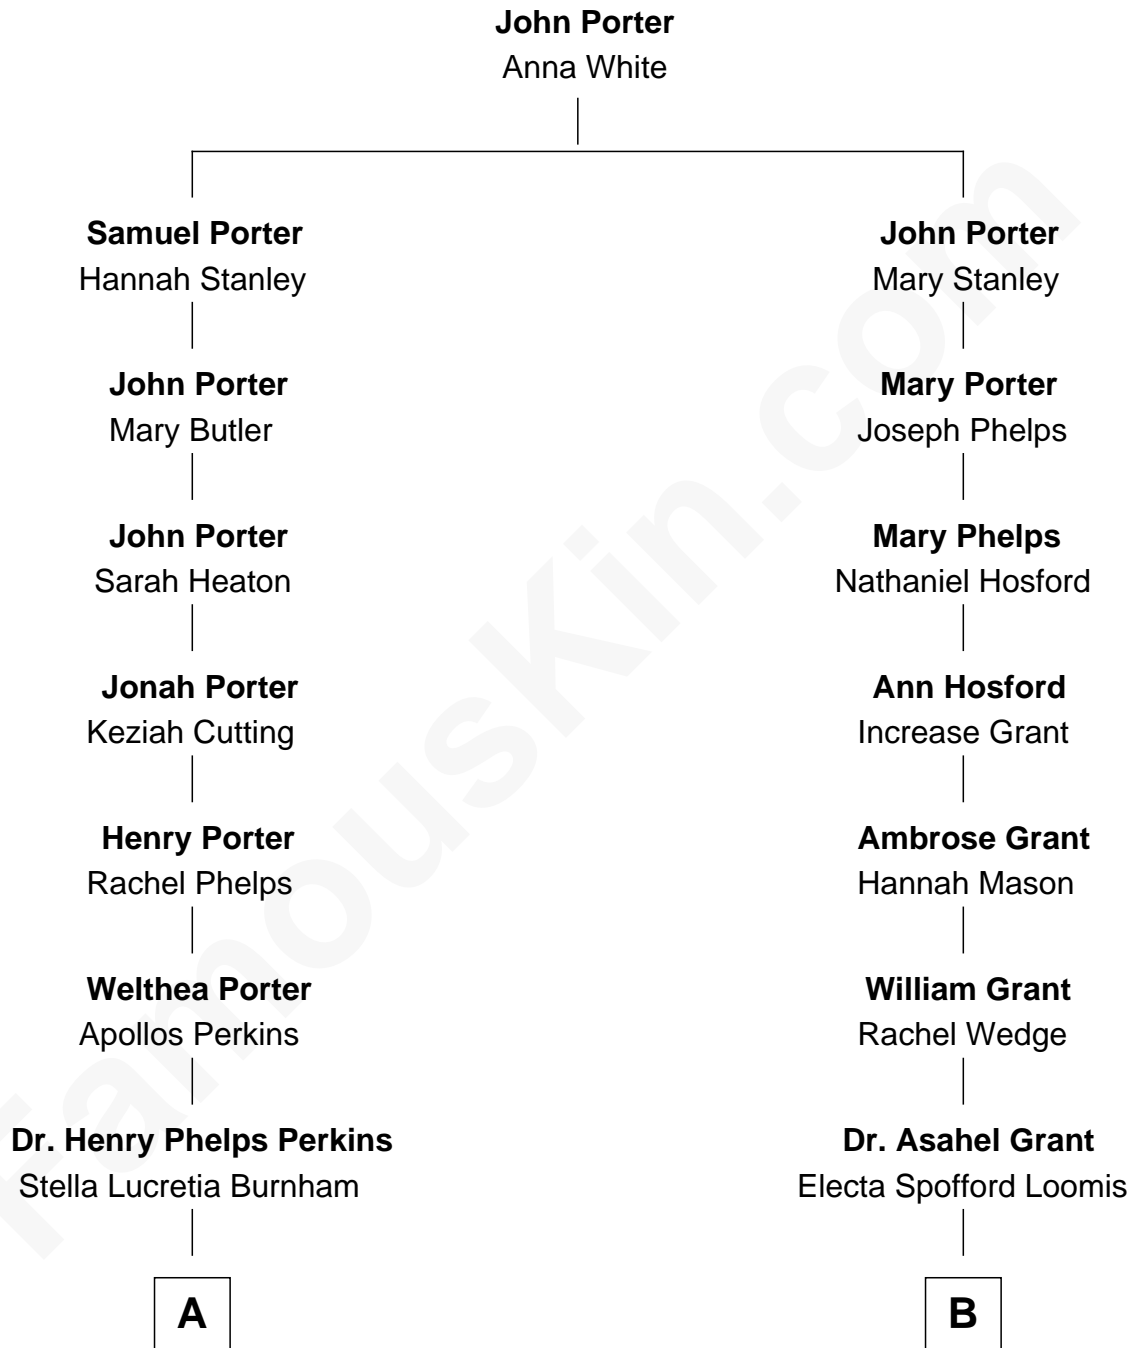 John Porter
Anna White
Samuel Porter
Hannah Stanley
John Porter
Mary Stanley
John Porter
Mary Butler
Mary Porter
Joseph Phelps
John Porter
Sarah Heaton
Mary Phelps
Nathaniel Hosford
Jonah Porter
Keziah Cutting
Ann Hosford
Increase Grant
Henry Porter
Rachel Phelps
Ambrose Grant
Hannah Mason
Welthea Porter
Apollos Perkins
William Grant
Rachel Wedge
Dr. Henry Phelps Perkins
Stella Lucretia Burnham
Dr. Asahel Grant
Electa Spofford Loomis
A
B
FamousKin.com